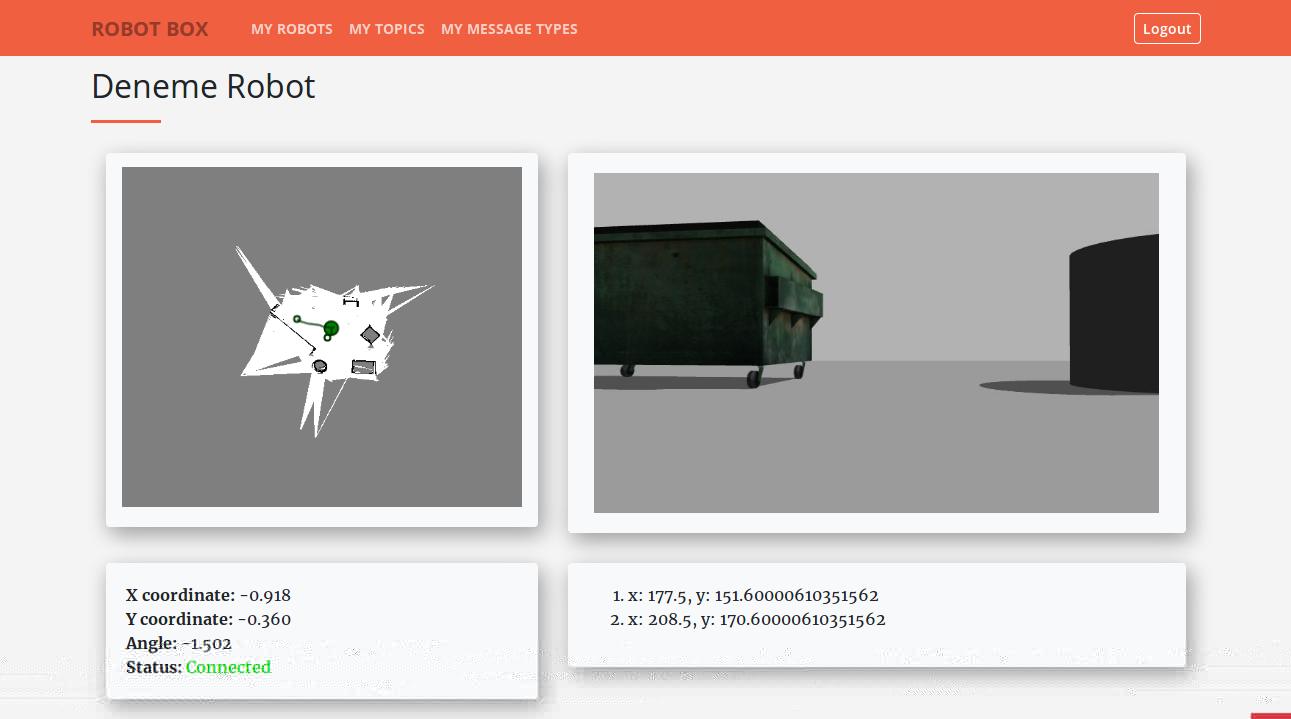 ROBOT BOX MY ROBOTS MY TOPICS MY MESSAGE TYPES Logout
Deneme Robot
X coordinate: -0.918
Y coordinate: -0.360
Angle: -1.502
Status: Connected
1. x: 177.5, y: 151.60000610351562
2. x: 208.5, y: 170.60000610351562